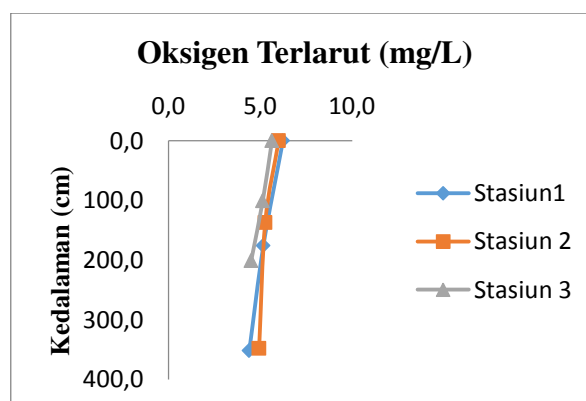 Oksigen Terlarut (mg/L)
0,0 5,0 10,0
0,0
100,0
200,0
300,0
400,0
Kedalaman (cm)
Stasiun1
Stasiun 2
Stasiun 3